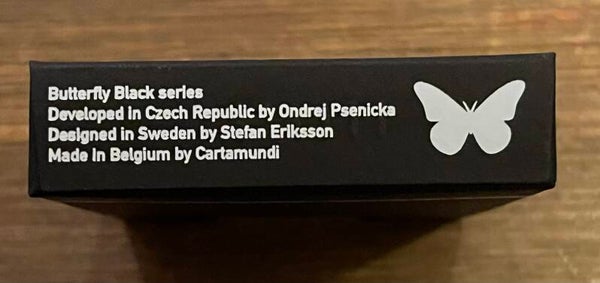 Butterfly Black series
Developed in Czech Republic by Ondrej Psenicka
Designed in Sweden by Stefan Eriksson
Made in Belgium by Cartamundi